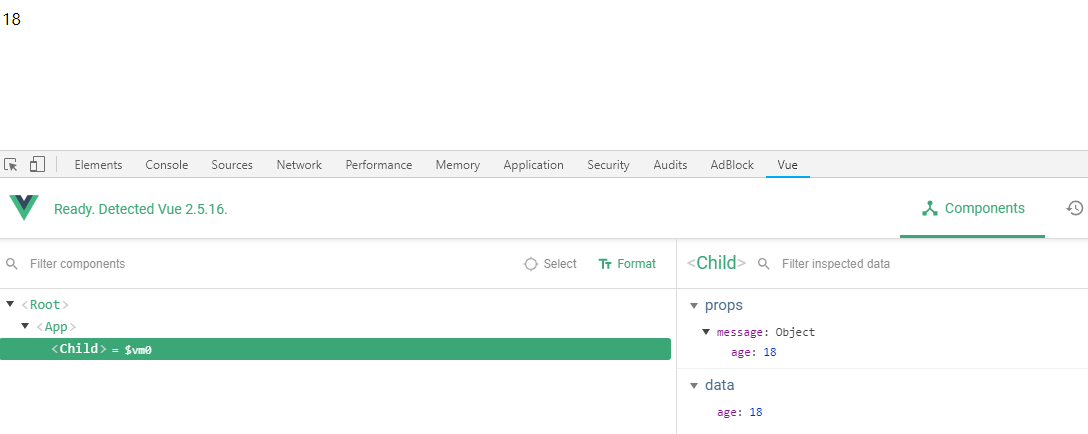 18
Elements Console Sources Network Performance Memory Application Security Audits AdBlock Vue
Ready. Detected Vue 2.5.16. Components
Filter components Select Format <Child> Filter inspected data
<Root>
<App>
<Child> = $vm0
props
message: Object
age: 18
data
age: 18